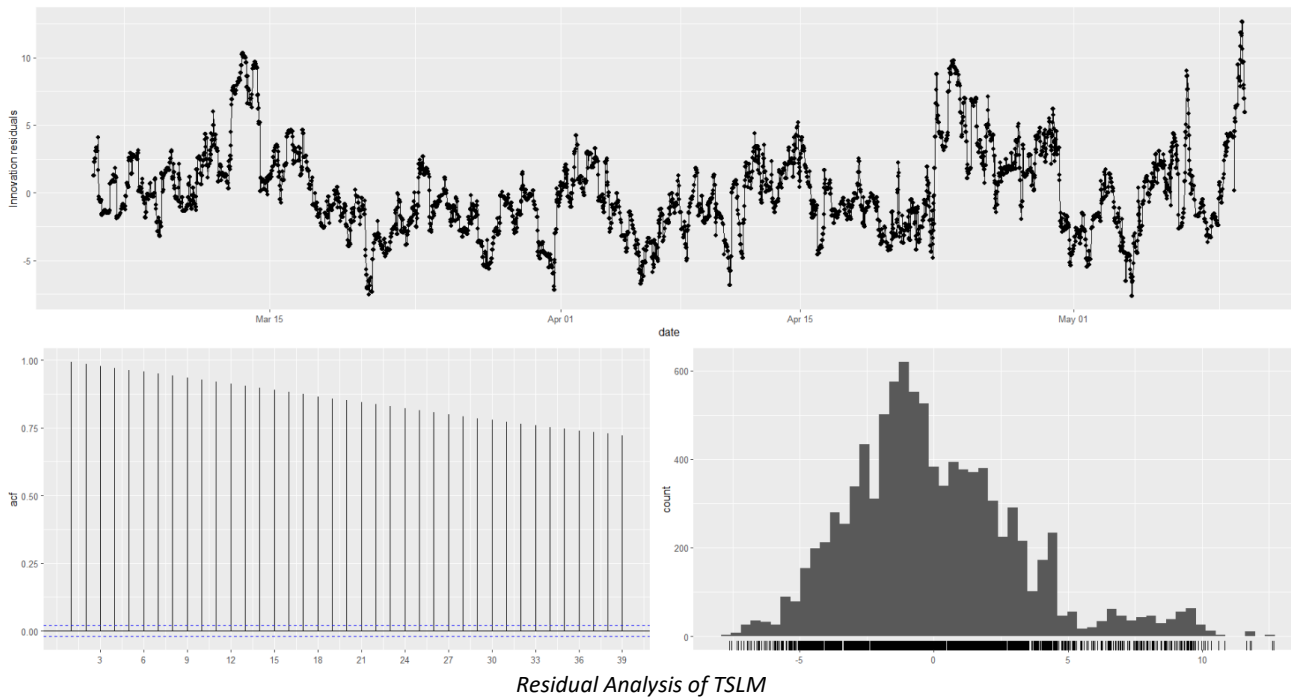 10
5
0
-5
Innovation residuals
Mar 15 Apr 01 Apr 15 May 01
date
1.00
0.75
0.50
0.25
0.00
acf
3 6 9 12 15 18 21 24 27 30 33 36 39
600
400
200
0
count
-5 0 5 10
Residual Analysis of TSLM